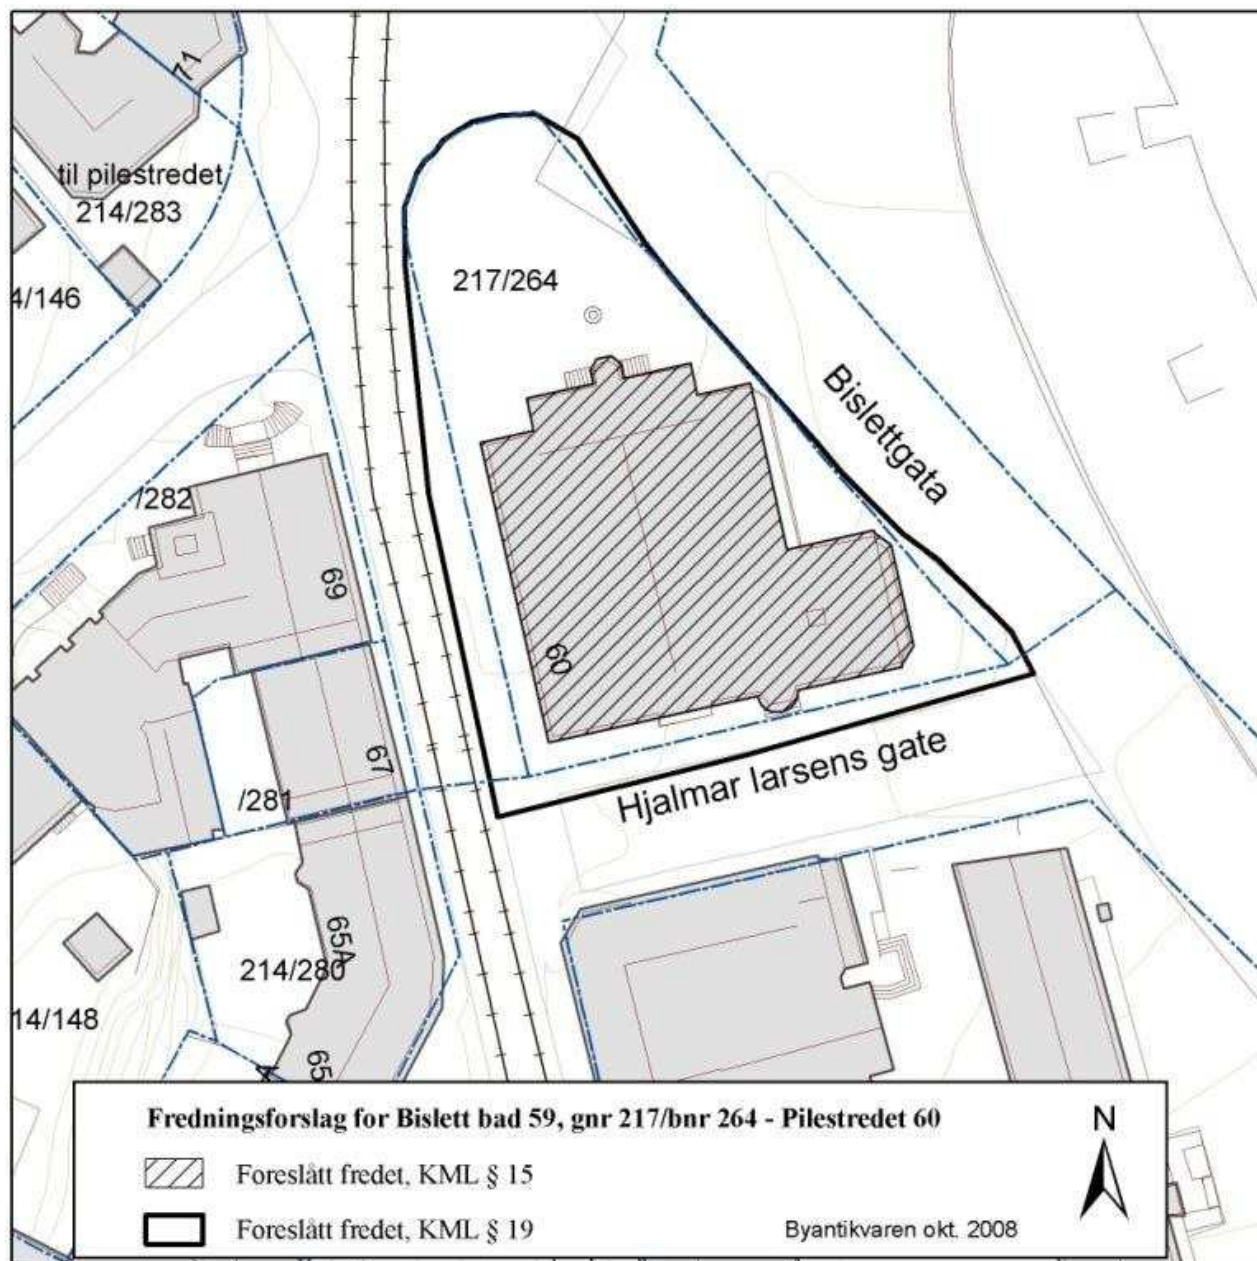 71
til pilestredet
214/283
4/146
217/264
Bislettgata
/282
69
60
67
/281
Hjalmar larsens gate
65A
214/280
14/148
65
A
Fredningsforslag for Bislett bad 59, gnr 217/bnr 264 - Pilestredet 60
N
Foreslått fredet, KML § 15
Foreslått fredet, KML § 19
Byantikvaren okt. 2008